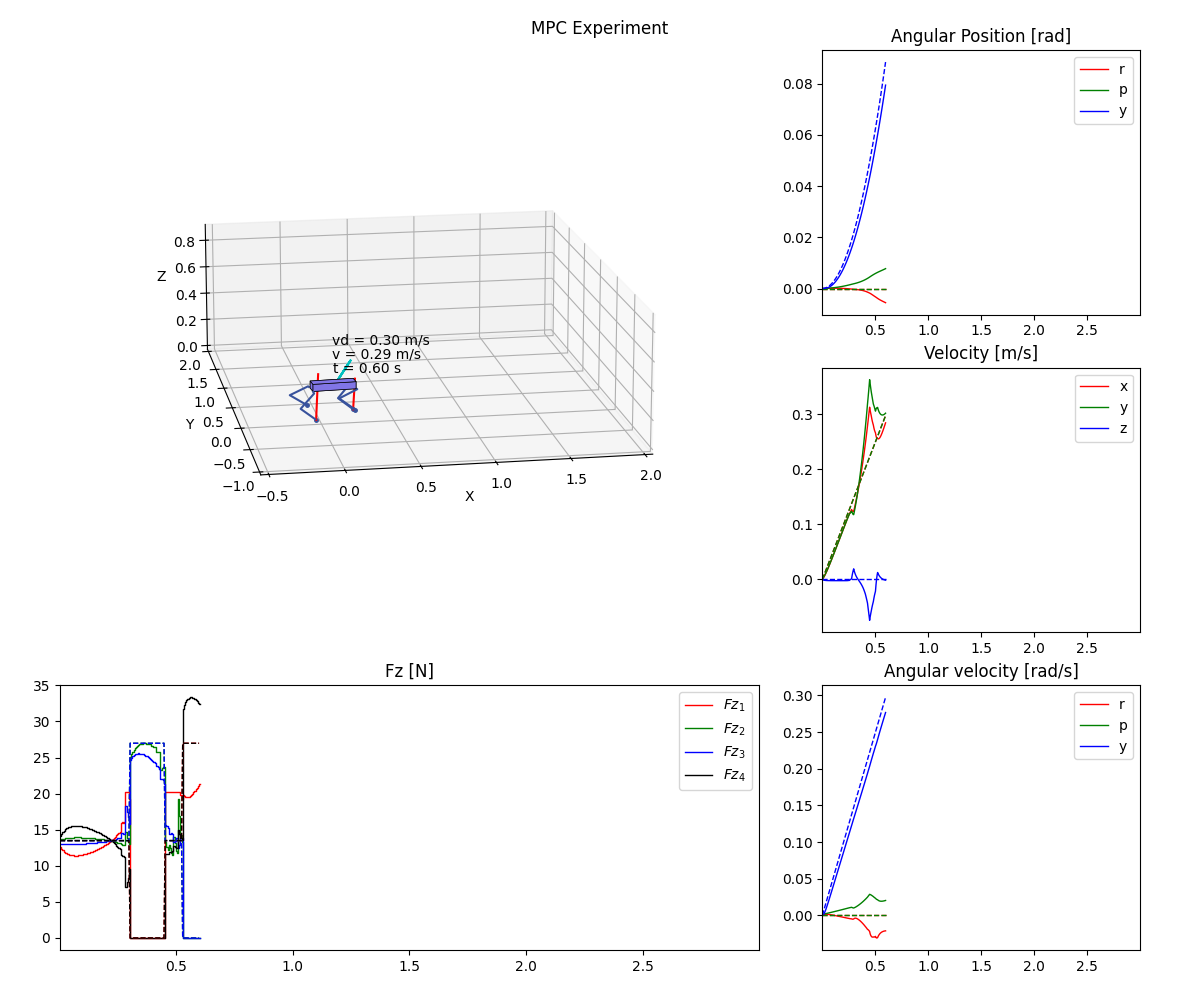 MPC Experiment
Angular Position [rad]
r
p
y
0.08
0.06
0.04
0.02
0.00
0.5 1.0 1.5 2.0 2.5
Z
0.8
0.6
0.4
0.2
0.0
2.0
1.5
1.0
Y 0.5
0.0
−0.5
−1.0
−0.5 0.0 0.5 1.0 1.5 2.0
X
vd = 0.30 m/s
v = 0.29 m/s
t = 0.60 s
Velocity [m/s]
x
y
z
0.3
0.2
0.1
0.0
0.5 1.0 1.5 2.0 2.5
Fz [N]
Fz₁
Fz₂
Fz₃
Fz₄
35
30
25
20
15
10
5
0
0.5 1.0 1.5 2.0 2.5
Angular velocity [rad/s]
r
p
y
0.30
0.25
0.20
0.15
0.10
0.05
0.00
0.5 1.0 1.5 2.0 2.5